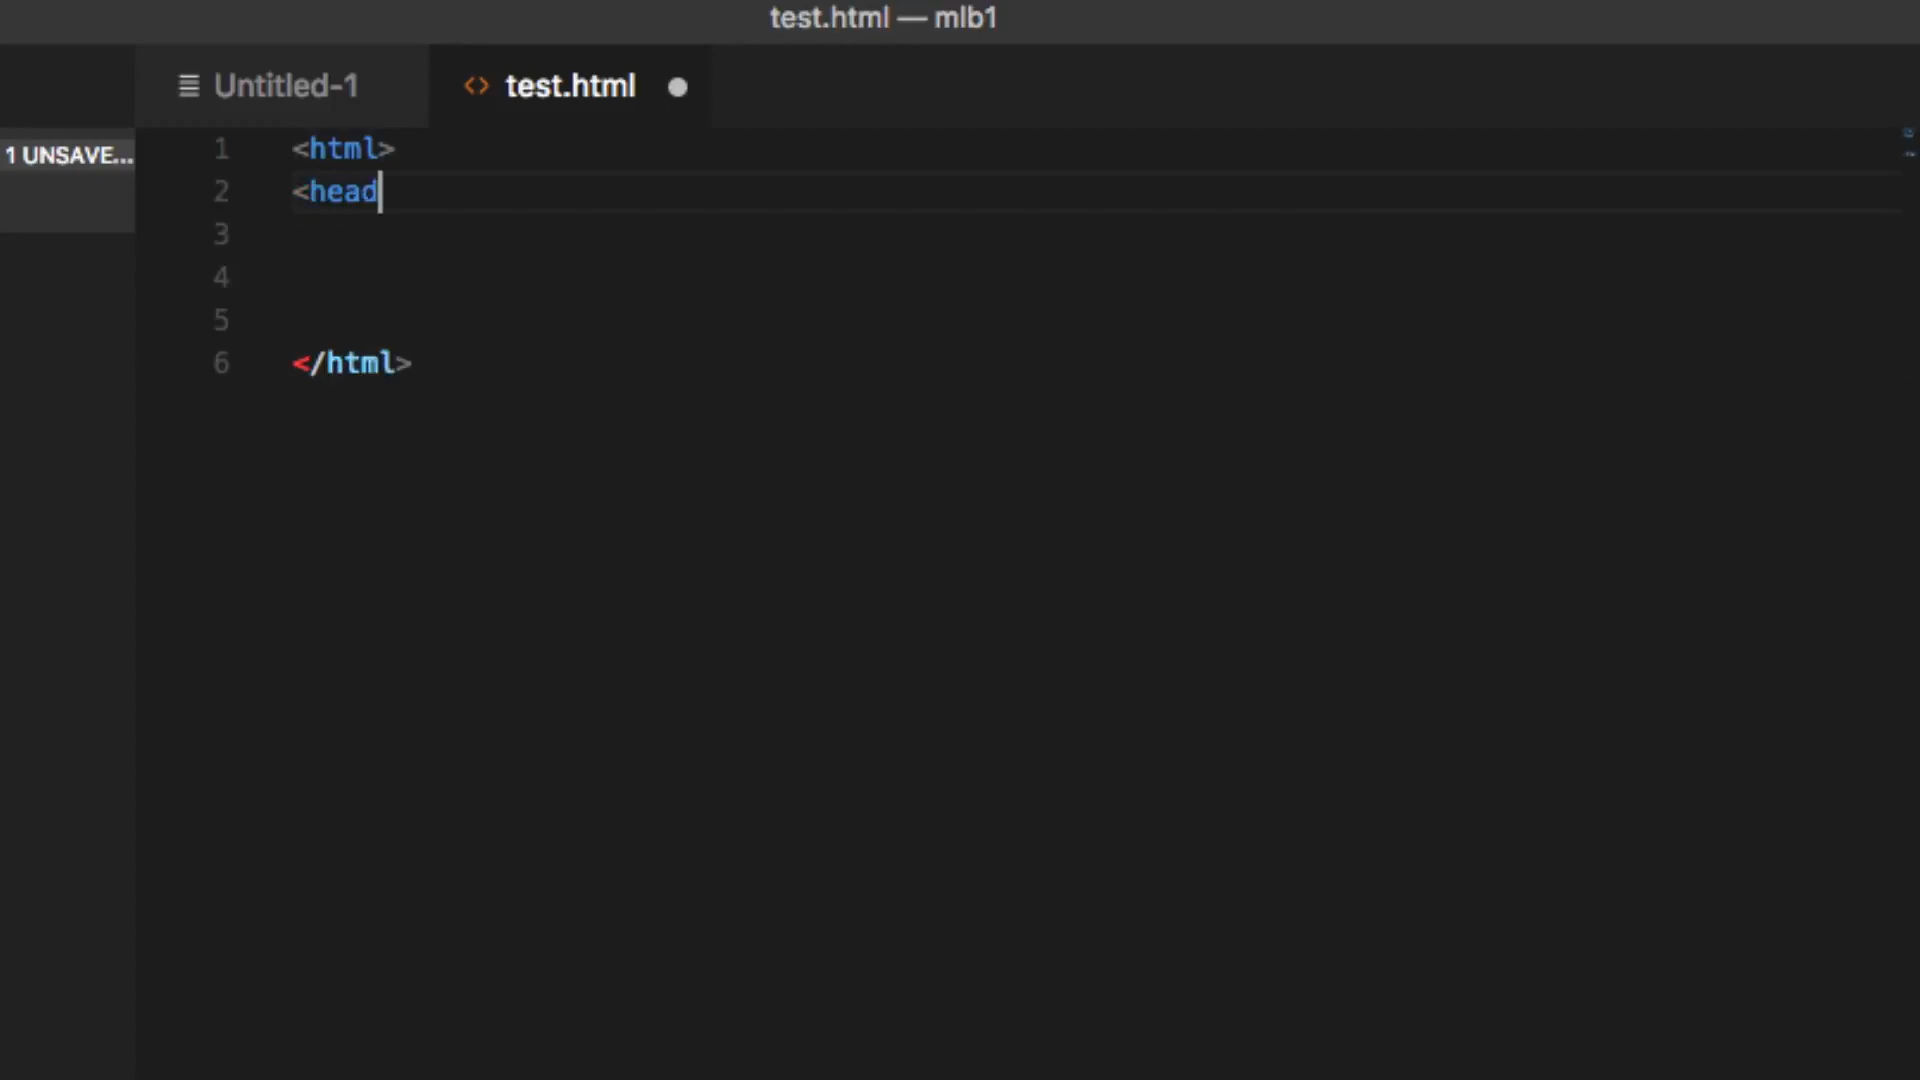 test.html — mlb1
Untitled-1
test.html
1 UNSAVE...
1 <html>
2 <head
3
4
5
6 </html>